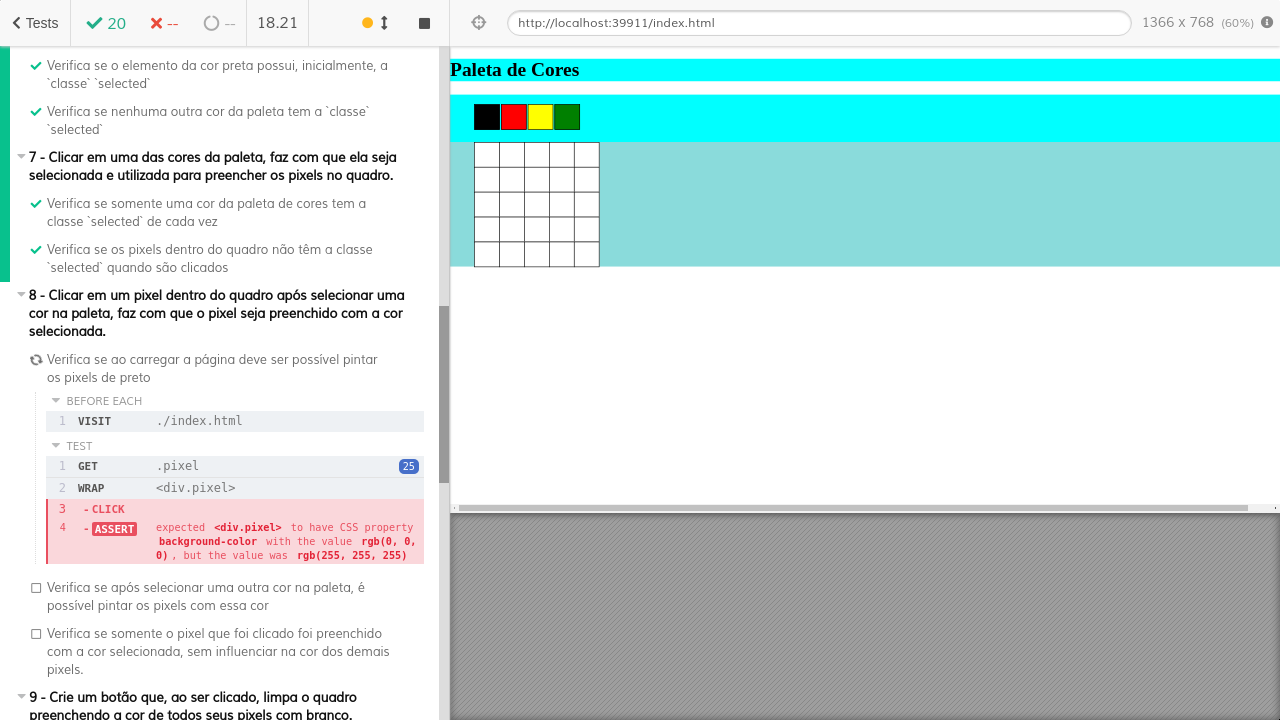 Tests
20
--
--
18.21
http://localhost:39911/index.html
1366 x 768 (60%)
Verifica se o elemento da cor preta possui, inicialmente, a
`classe` `selected`
Verifica se nenhuma outra cor da paleta tem a `classe`
`selected`
7 - Clicar em uma das cores da paleta, faz com que ela seja
selecionada e utilizada para preencher os pixels no quadro.
Verifica se somente uma cor da paleta de cores tem a
classe `selected` de cada vez
Verifica se os pixels dentro do quadro não têm a classe
`selected` quando são clicados
8 - Clicar em um pixel dentro do quadro após selecionar uma
cor na paleta, faz com que o pixel seja preenchido com a cor
selecionada.
Verifica se ao carregar a página deve ser possível pintar
os pixels de preto
BEFORE EACH
1 VISIT ./index.html
TEST
1 GET .pixel 25
2 WRAP <div.pixel>
3 - CLICK
4 - ASSERT expected <div.pixel> to have CSS property
background-color with the value rgb(0, 0,
0) , but the value was rgb(255, 255, 255)
Verifica se após selecionar uma outra cor na paleta, é
possível pintar os pixels com essa cor
Verifica se somente o pixel que foi clicado foi preenchido
com a cor selecionada, sem influenciar na cor dos demais
pixels.
9 - Crie um botão que, ao ser clicado, limpa o quadro
preenchendo a cor de todos seus pixels com branco.
Paleta de Cores